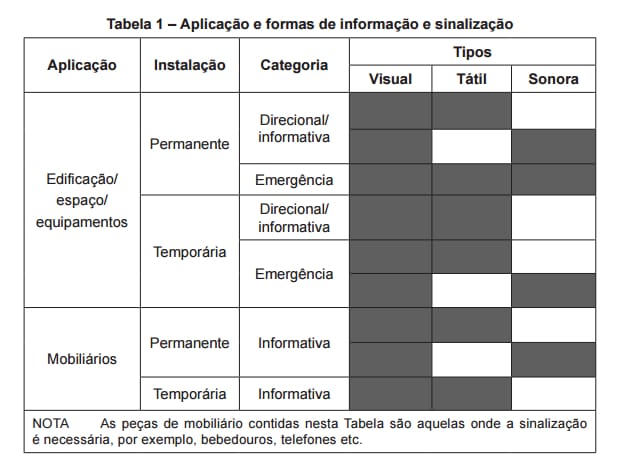 Tabela 1 – Aplicação e formas de informação e sinalização
Aplicação Instalação Categoria Tipos
Visual Tátil Sonora
Edificação/
espaço/
equipamentos
Permanente
Direcional/
informativa
Emergência
Temporária
Direcional/
informativa
Emergência
Mobiliários
Permanente Informativa
Temporária Informativa
NOTA As peças de mobiliário contidas nesta Tabela são aquelas onde a sinalização
é necessária, por exemplo, bebedouros, telefones etc.